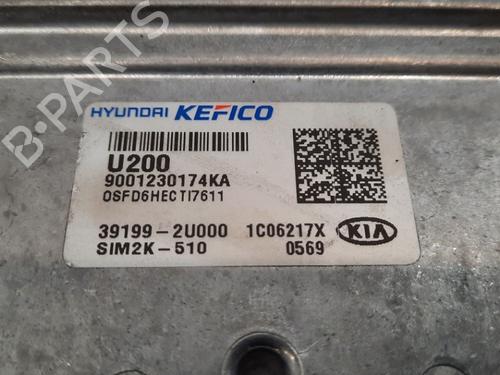 HYUNDAI KEFICO
U200
9001230174KA
OSFD6HECTI7611
39199-2U000 1C06217X
SIM2K-510 0569
KIA
B-PARTS